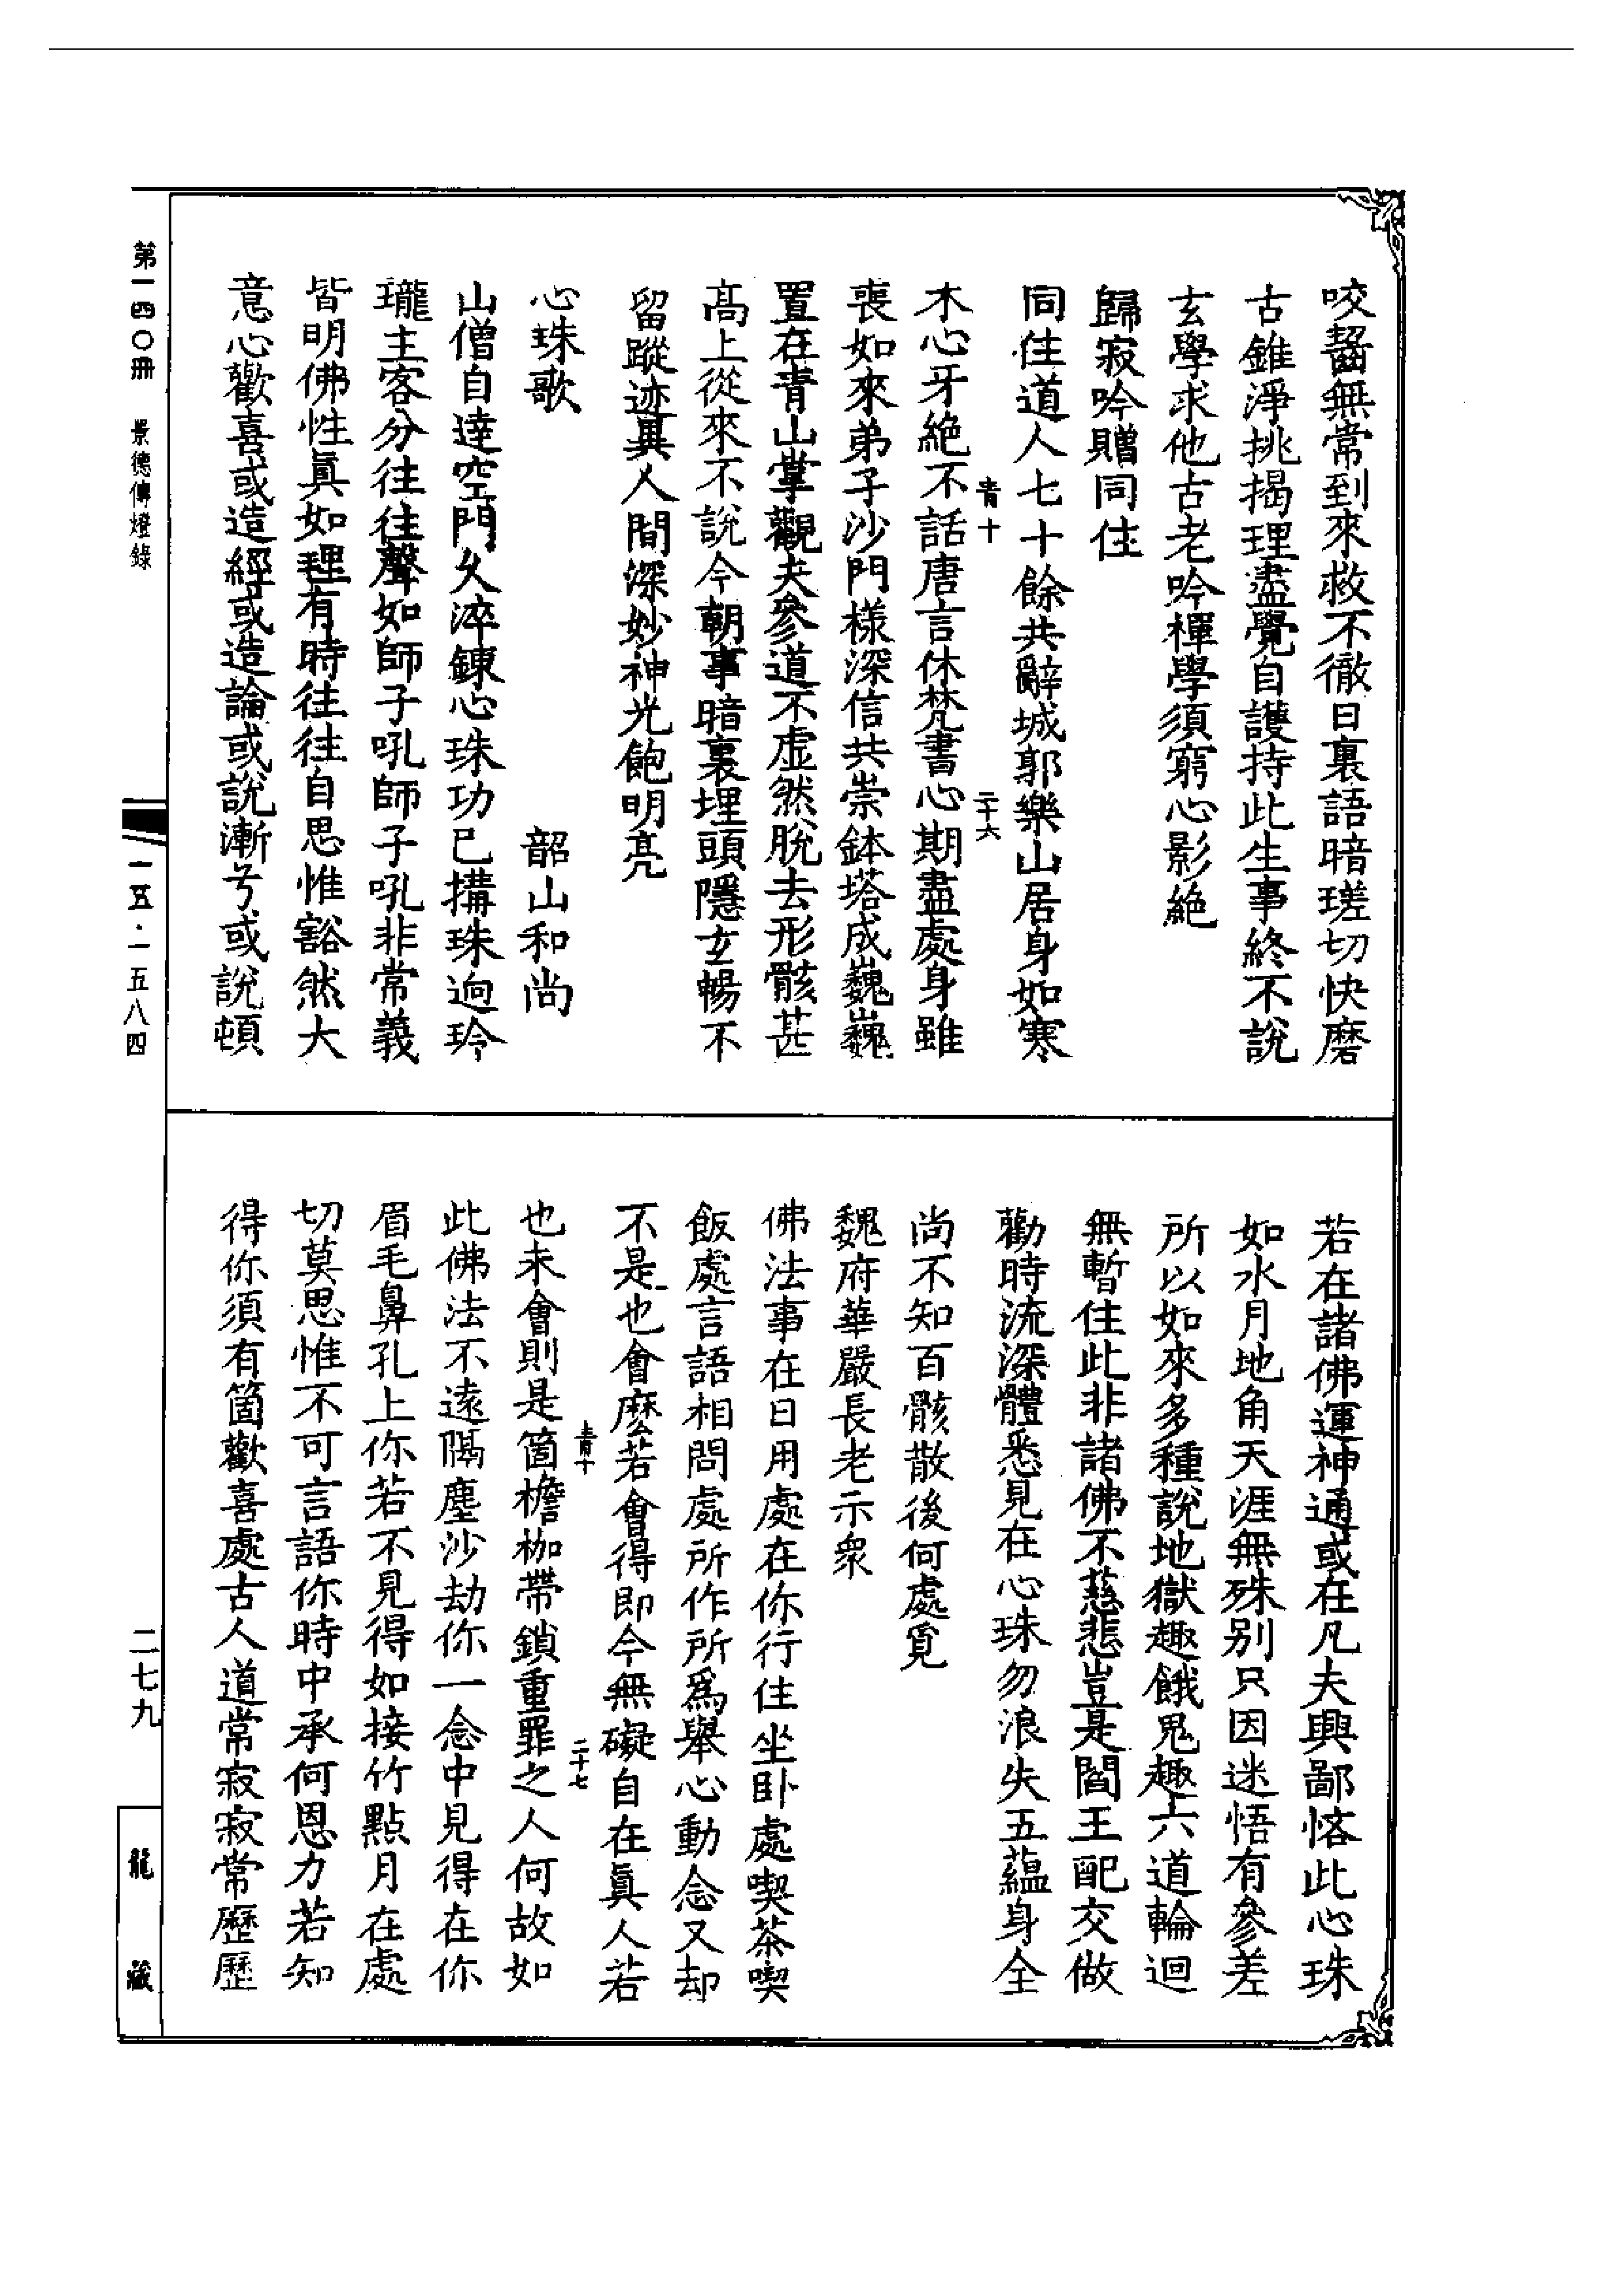 咬齧無常到來救不徹日裏語暗瑳切快磨
古錐淨挑揭理盡覺自護持此生事終不說
玄學求他古老吟禪學須窮心影絕
歸寂吟贈同住
同住道人七十餘共辭城郭樂山居身如寒
木心牙絕不話唐言休梵書心期盡處身雖
喪如來弟子沙門樣深信共崇鉢塔成巍巍
置在青山掌觀夫參道不虛然脫去形骸甚
高上從來不說今朝事暗裏埋頭隱玄暢不
留蹤迹異人間深妙神光飽明亮
心珠歌 韶山和尚
山僧自達空門久淬鍊心珠功已搆珠迥玲
瓏主客分往往聲如師子吼師子吼非常義
皆明佛性眞如理有時往往自思惟豁然大
意心歡喜或造經或造論或說漸兮或說頓
青十
二十六
若在諸佛運神通或在凡夫興鄙悋此心珠
如水月地角天涯無殊別只因迷悟有參差
所以如來多種說地獄趣餓鬼趣六道輪迴
無暫住此非諸佛不慈悲豈是閻王配交做
勸時流深體悉見在心珠勿浪失五蘊身全
尚不知百骸散後何處覓
魏府華嚴長老示衆
佛法事在日用處在你行住坐卧處喫茶喫
飯處言語相問處所作所爲舉心動念又却
不是也會麽若會得即今無礙自在眞人若
也未會則是箇檐枷帶鎖重罪之人何故如
此佛法不遠隔塵沙劫你一念中見得在你
眉毛鼻孔上你若不見得如接竹點月在處
切莫思惟不可言語你時中承何恩力若知
得你須有箇歡喜處古人道常寂寂常歷歷
青十
二十七
第一四〇冊 景德傳燈錄
一五·一五八四
二七九
龍藏